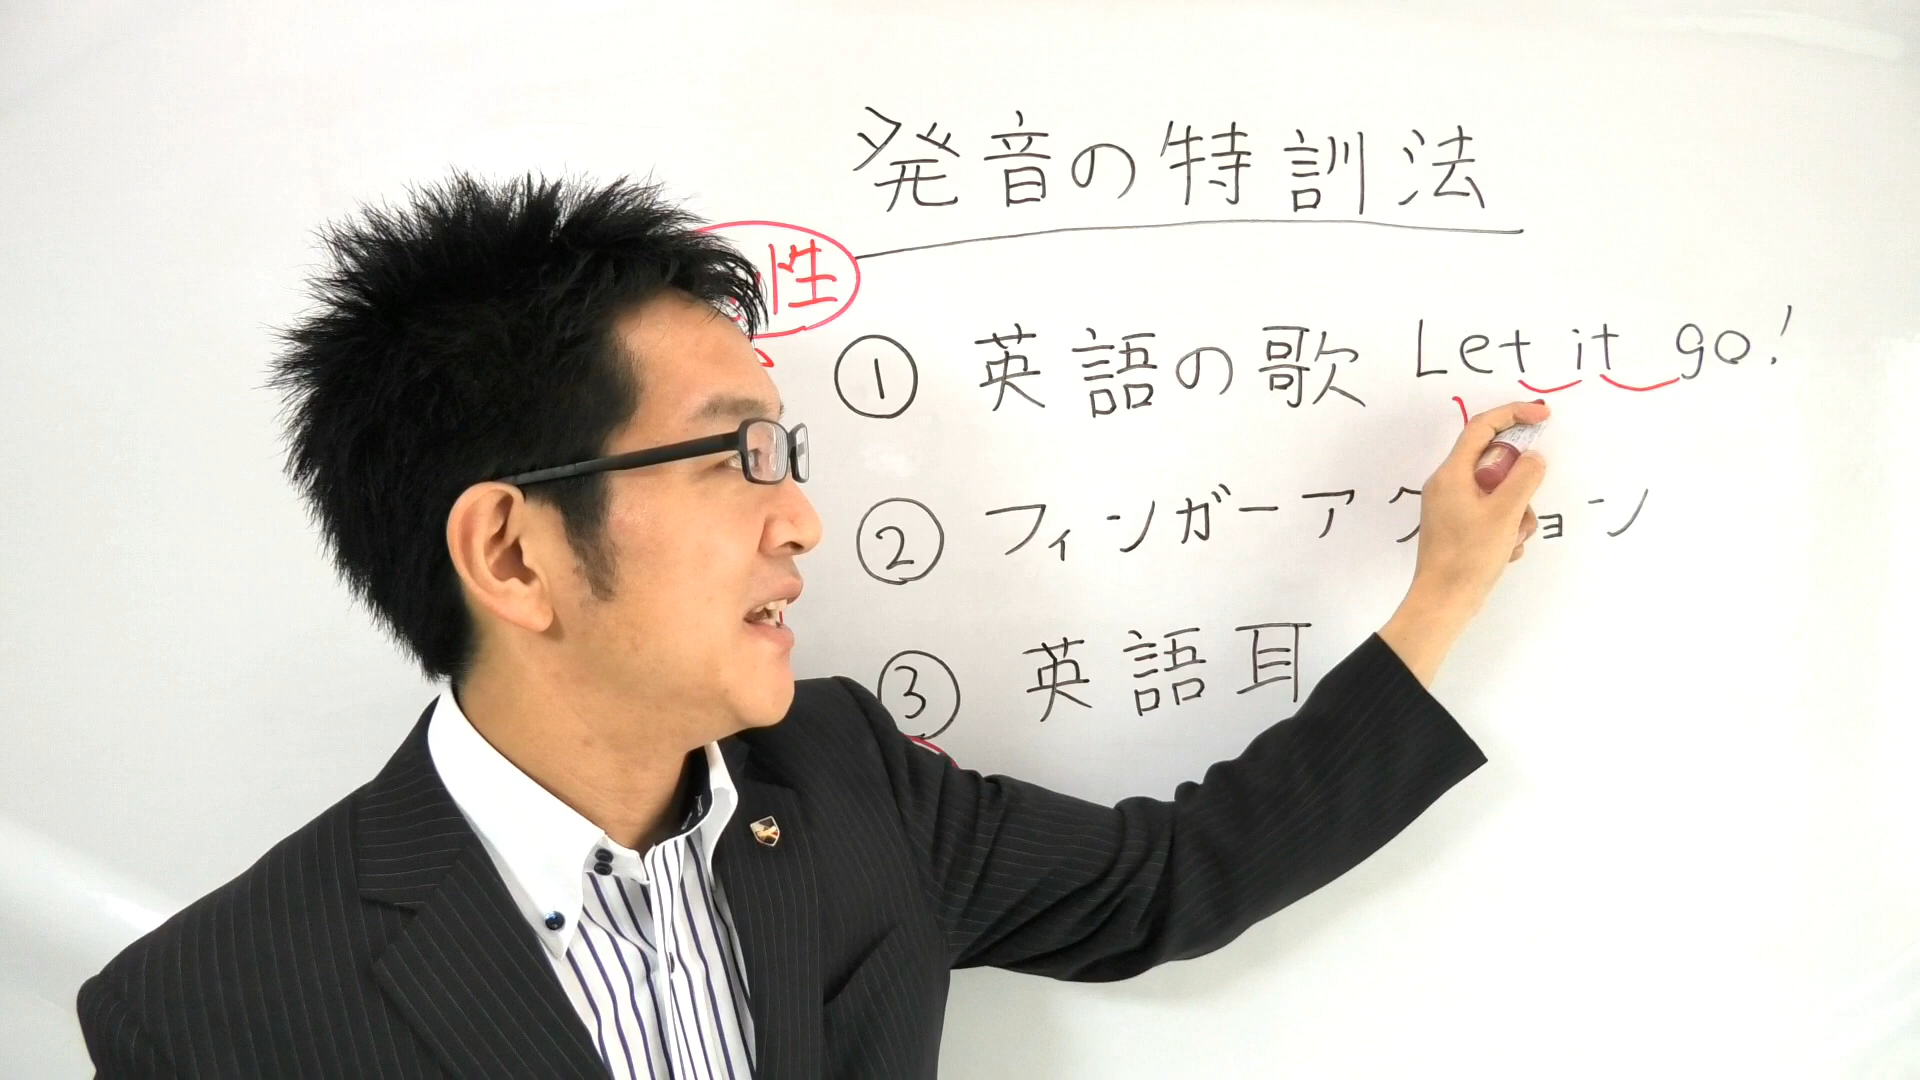 発音の特訓法
性
① 英語の歌 Let it go!
② フィンガーアク ョン
③ 英語耳